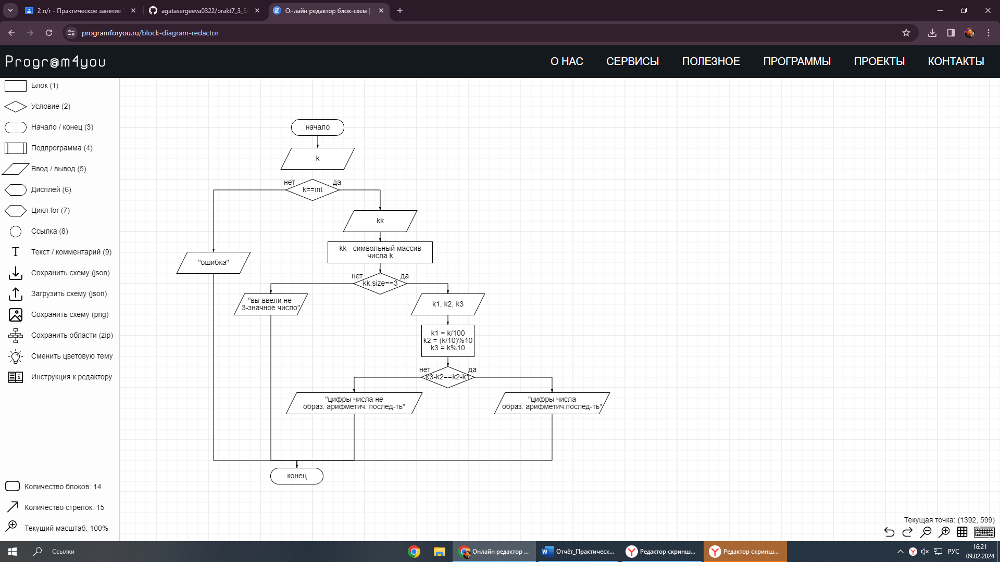 2 п/г - Практическое занятие
agatasergeeva0322/prakt7_3_Se
Онлайн редактор блок-схем |
programforyou.ru/block-diagram-redactor
Progr@m4you
О НАС
СЕРВИСЫ
ПОЛЕЗНОЕ
ПРОГРАММЫ
ПРОЕКТЫ
КОНТАКТЫ
Блок (1)
Условие (2)
Начало / конец (3)
Подпрограмма (4)
Ввод / вывод (5)
Дисплей (6)
Цикл for (7)
Ссылка (8)
Текст / комментарий (9)
Сохранить схему (json)
Загрузить схему (json)
Сохранить схему (png)
Сохранить области (zip)
Сменить цветовую тему
Инструкция к редактору
Количество блоков: 14
Количество стрелок: 15
Текущий масштаб: 100%
начало
k
нет
да
k==int
kk
kk - символьный массив
числа k
"ошибка"
нет
да
kk.size==3
"вы ввели не
3-значное число"
k1, k2, k3
k1 = k/100
k2 = (k/10)%10
k3 = k%10
нет
да
k3-k2==k2-k1
"цифры числа не
образ. арифметич. послед-ть"
"цифры числа
образ. арифметич.послед-ть"
конец
Текущая точка: (1392, 599)
Ссылки
Онлайн редактор ...
Отчёт_Практическ...
Редактор скринш...
Редактор скринш...
РУС
16:21
09.02.2024